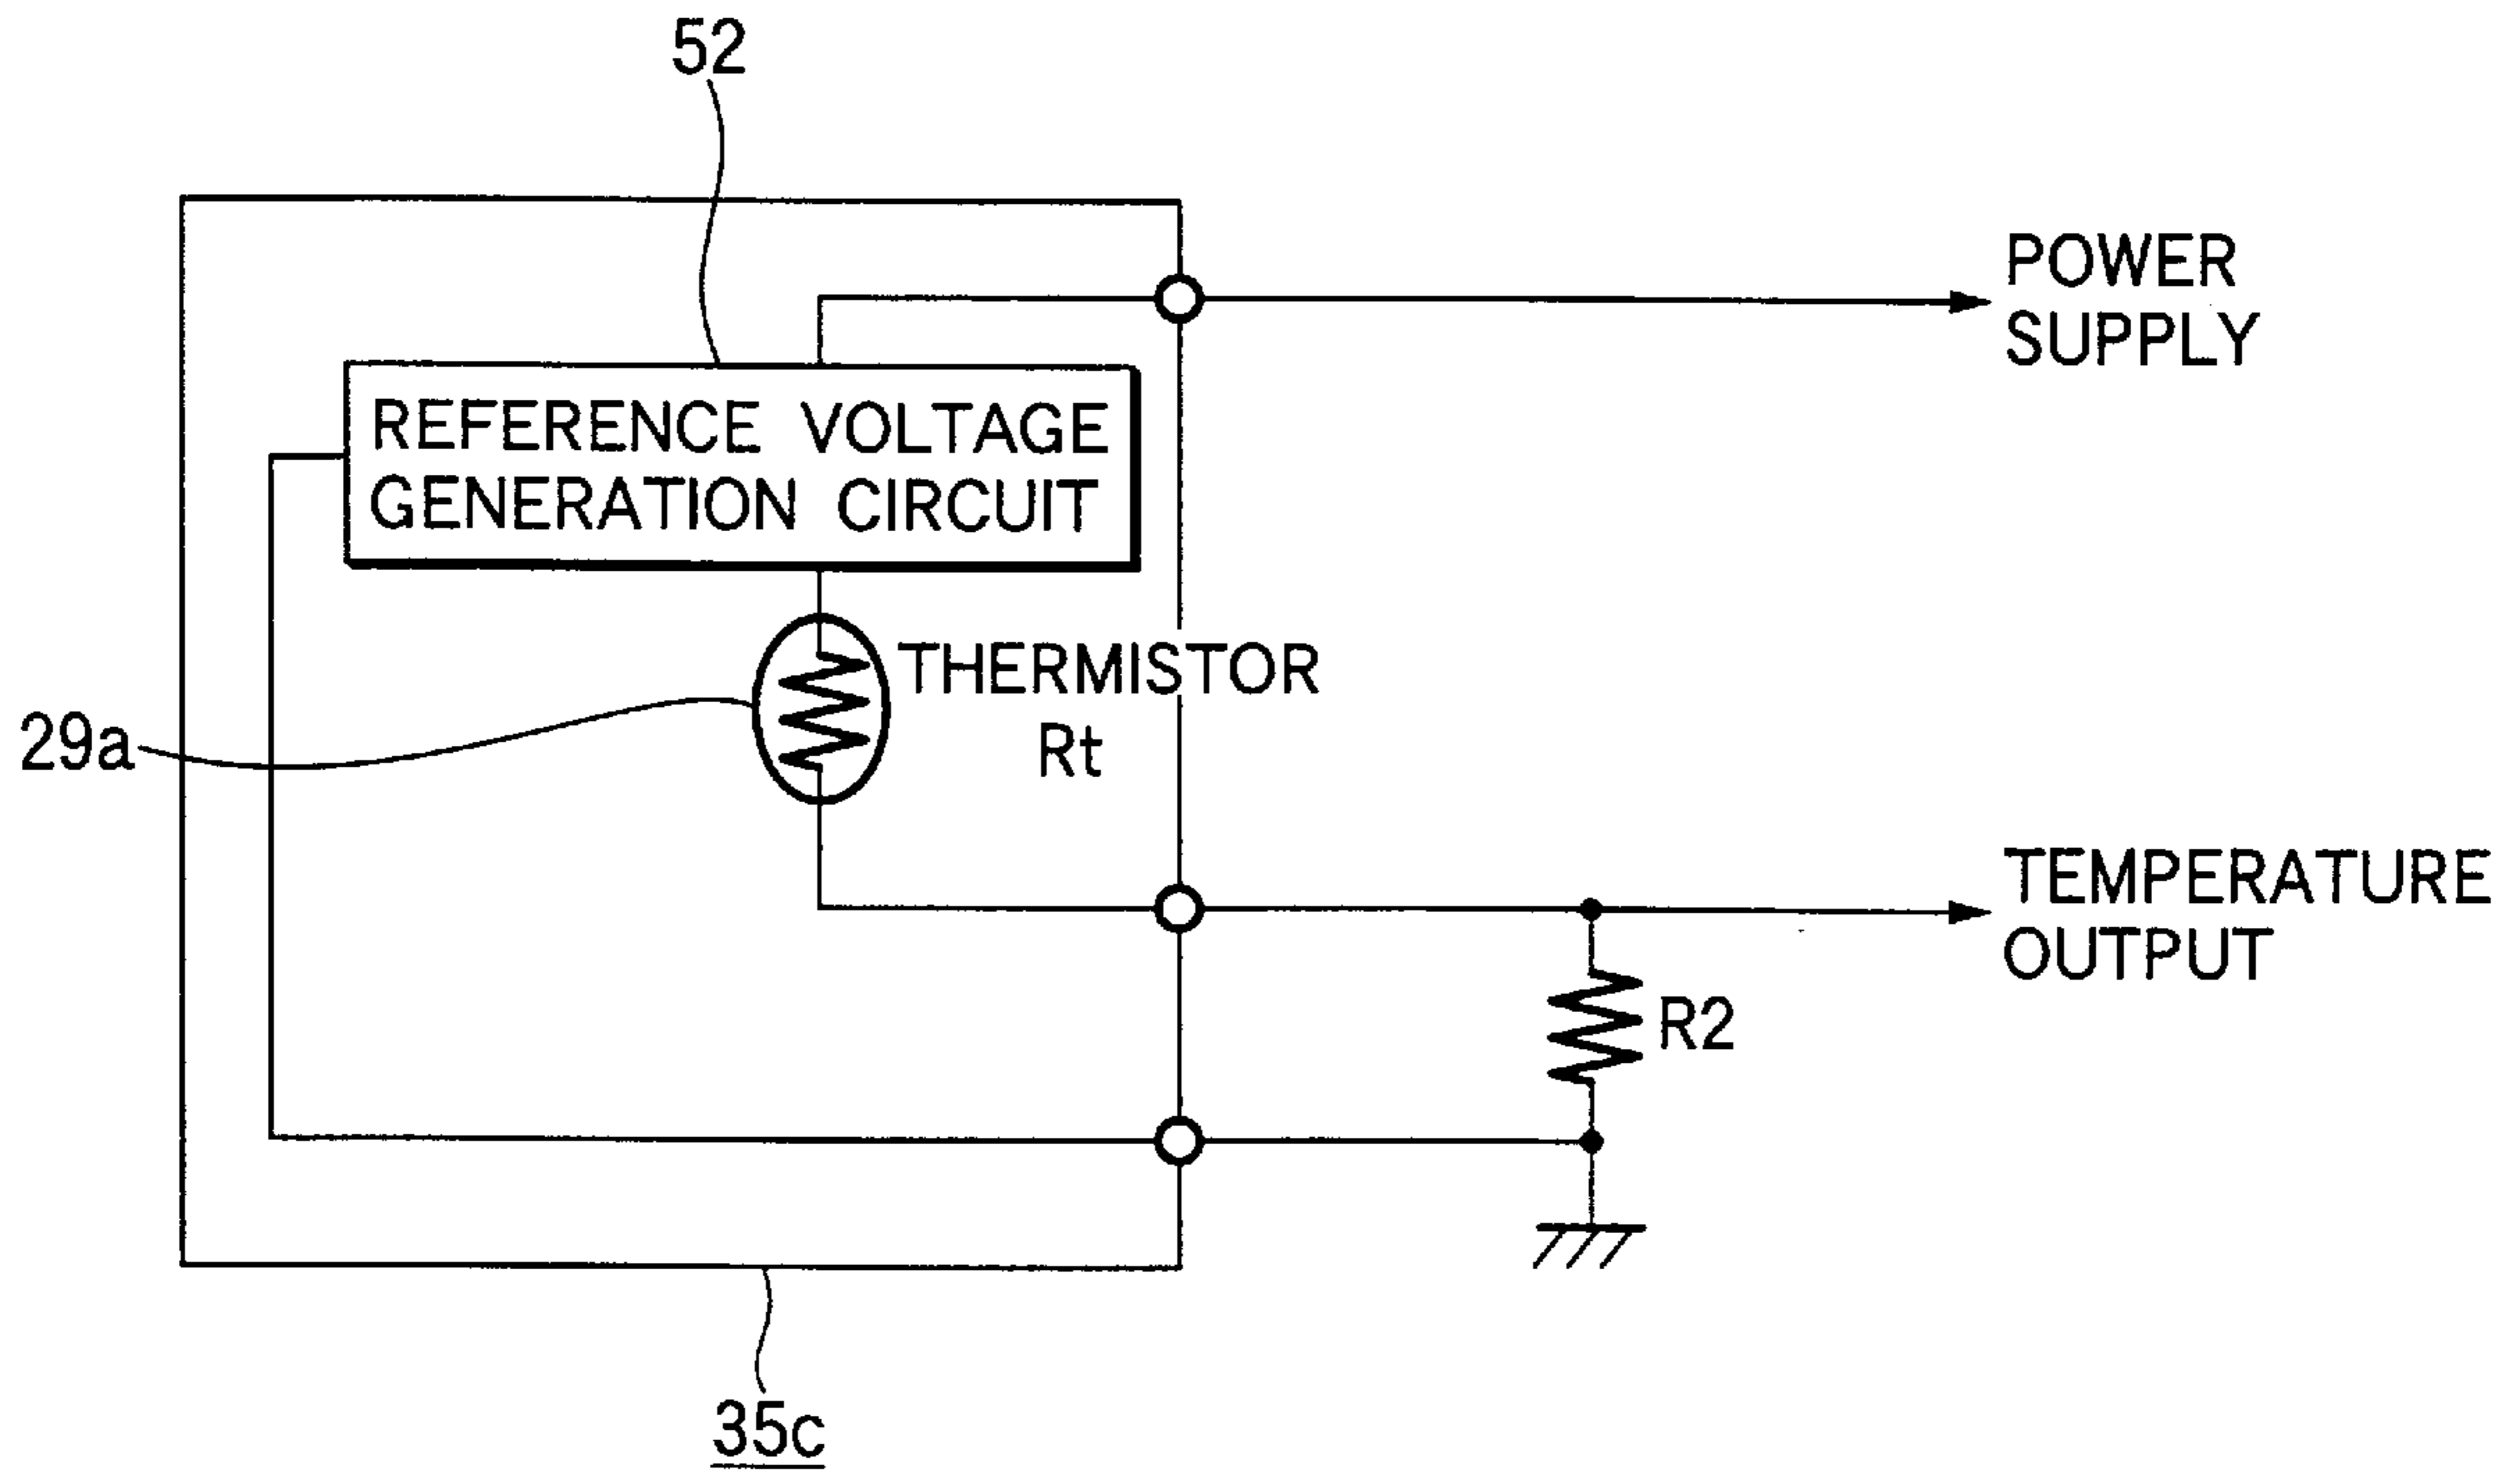 52
POWER
SUPPLY
REFERENCE VOLTAGE
GENERATION CIRCUIT
THERMISTOR
Rt
29a
TEMPERATURE
OUTPUT
R2
35c